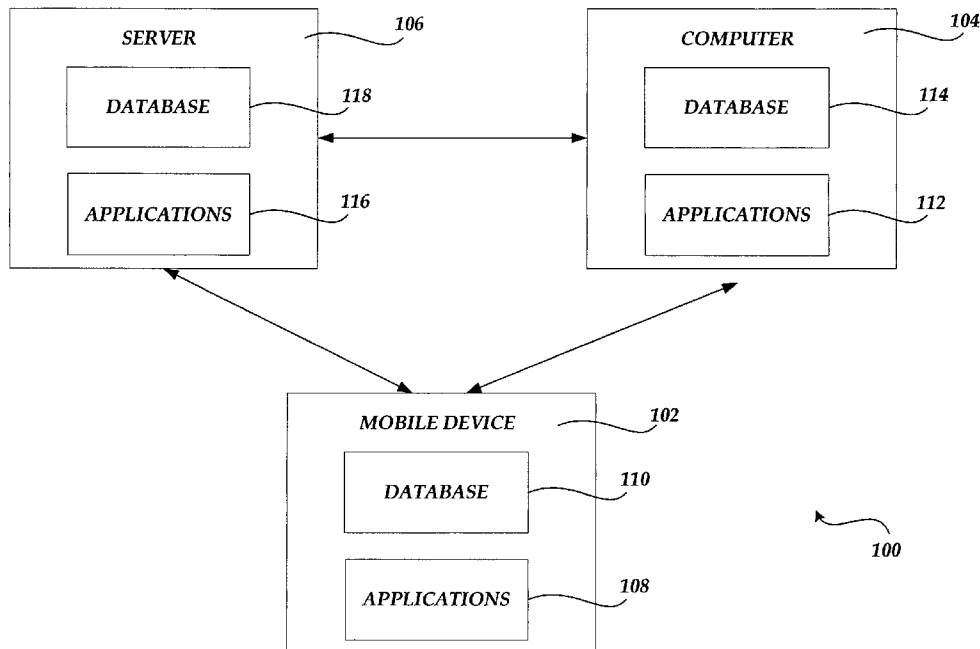 SERVER
106
DATABASE
118
APPLICATIONS
116
COMPUTER
104
DATABASE
114
APPLICATIONS
112
MOBILE DEVICE
102
DATABASE
110
APPLICATIONS
108
100